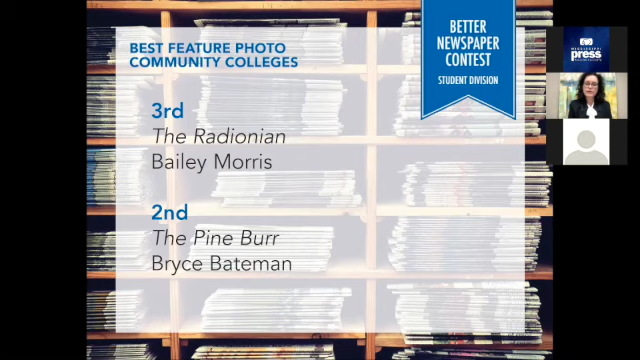 BEST FEATURE PHOTO
COMMUNITY COLLEGES
3rd
The Radionian
Bailey Morris
2nd
The Pine Burr
Bryce Bateman
BETTER
NEWSPAPER
CONTEST
STUDENT DIVISION
MISSISSIPPI
press